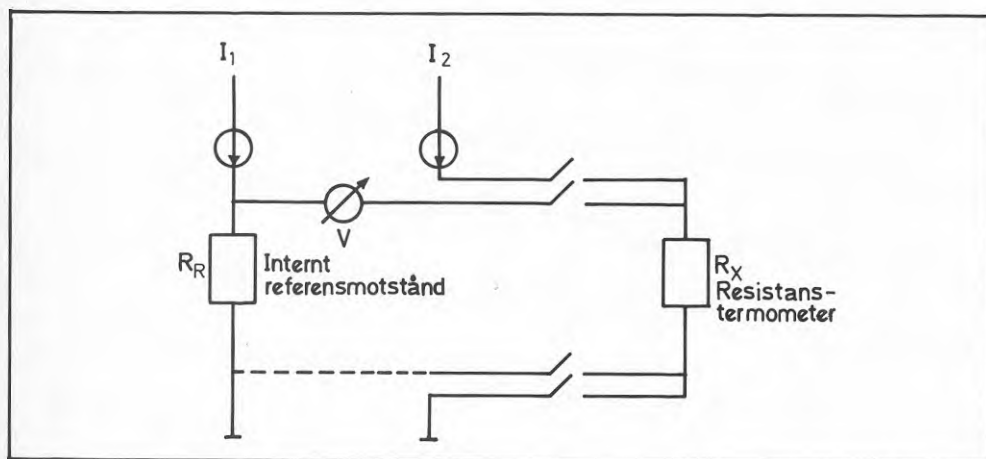 I1
I2
V
RR
Internt
referensmotstånd
RX
Resistans-
termometer